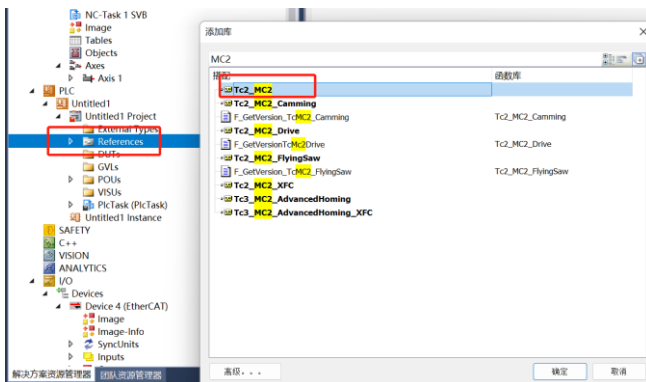 NC-Task 1 SVB
Image
Tables
Objects
Axes
Axis 1
PLC
Untitled1
Untitled1 Project
External Types
References
DUTs
GVLs
POUs
VISUs
PlcTask (PlcTask)
Untitled1 Instance
SAFETY
C++
VISION
ANALYTICS
I/O
Devices
Device 4 (EtherCAT)
Image
Image-Info
SyncUnits
Inputs
解决方案资源管理器 团队资源管理器
添加库
MC2
搭配 函数库
Tc2_MC2
Tc2_MC2_Camming
F_GetVersion_TcMC2_Camming Tc2_MC2_Camming
Tc2_MC2_Drive
F_GetVersionTcMc2Drive Tc2_MC2_Drive
Tc2_MC2_FlyingSaw
F_GetVersion_TcMC2_FlyingSaw Tc2_MC2_FlyingSaw
Tc2_MC2_XFC
Tc3_MC2_AdvancedHoming
Tc3_MC2_AdvancedHoming_XFC
高级...
确定 取消